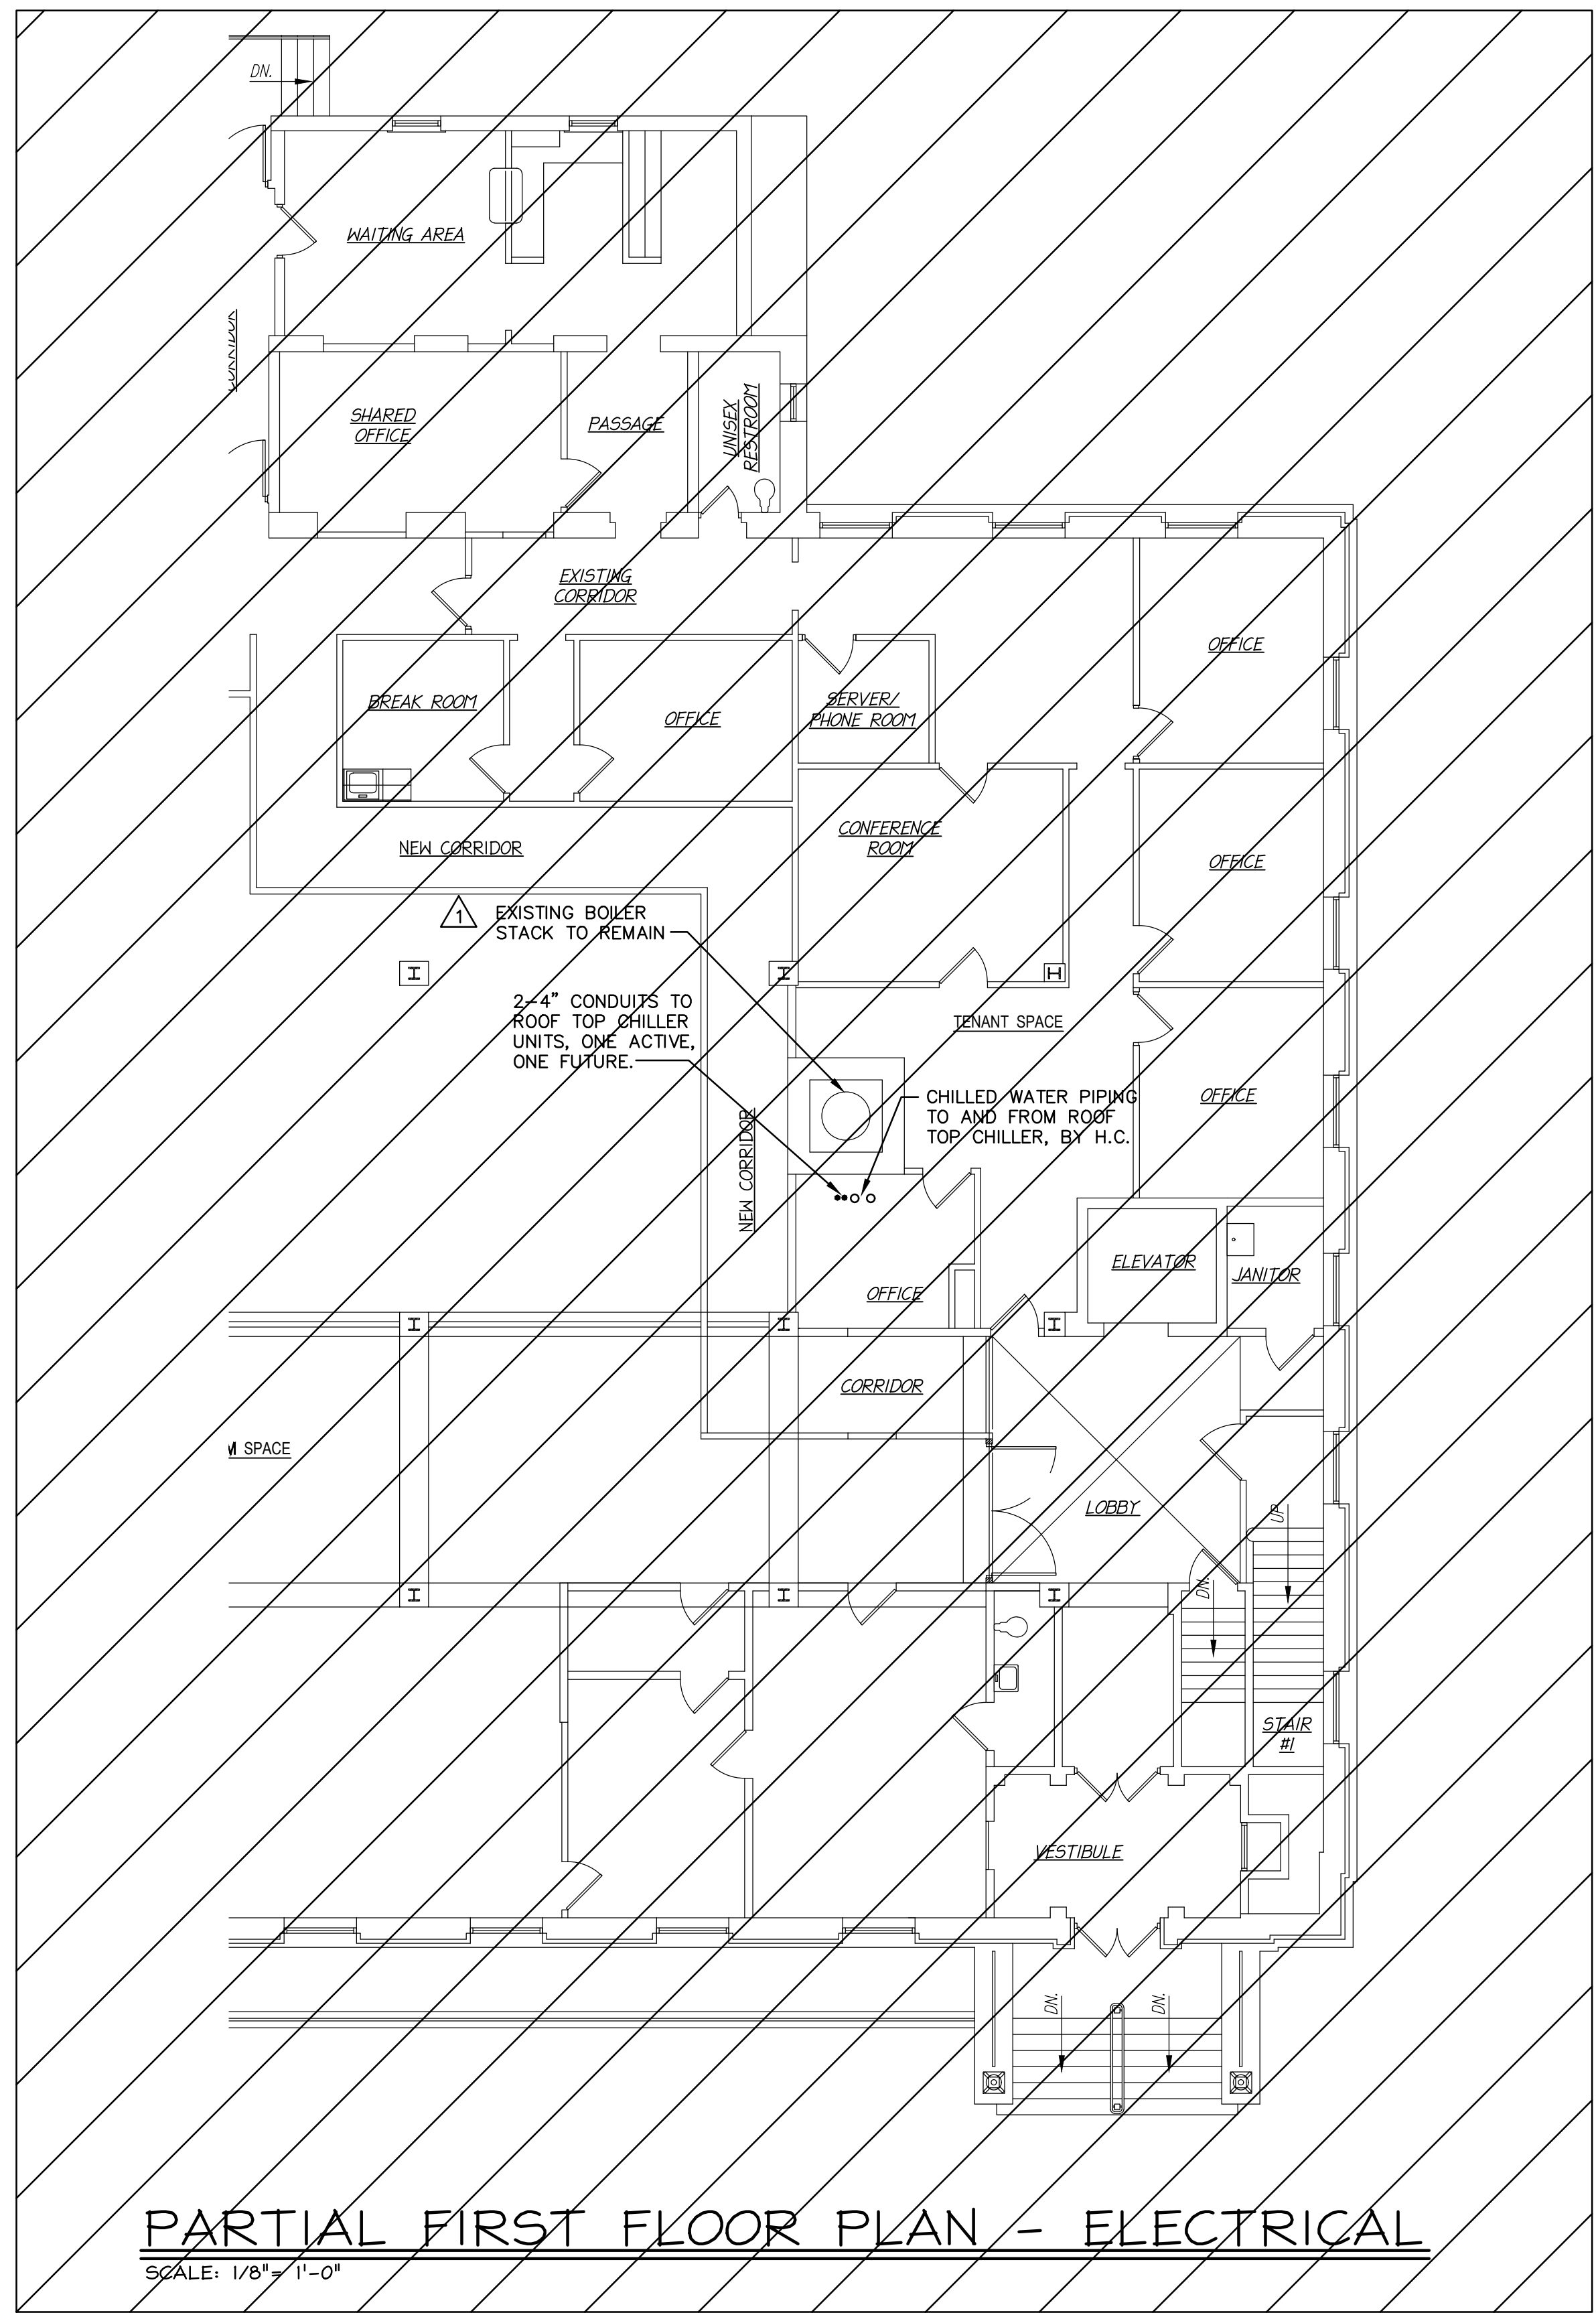 DN.
WAITING AREA
SHARED
OFFICE
PASSAGE
UNISEX
RESTROOM
EXISTING
CORRIDOR
OFFICE
BREAK ROOM
OFFICE
SERVER/
PHONE ROOM
CONFERENCE
ROOM
NEW CORRIDOR
OFFICE
1
EXISTING BOILER
STACK TO REMAIN
2-4" CONDUITS TO
ROOF TOP CHILLER
UNITS, ONE ACTIVE,
ONE FUTURE.
TENANT SPACE
OFFICE
CHILLED WATER PIPING
TO AND FROM ROOF
TOP CHILLER, BY H.C.
NEW CORRIDOR
ELEVATOR
JANITOR
OFFICE
CORRIDOR
SPACE
LOBBY
UP
DN.
STAIR
#1
VESTIBULE
DN.
DN.
PARTIAL FIRST FLOOR PLAN - ELECTRICAL
SCALE: 1/8"= 1'-0"